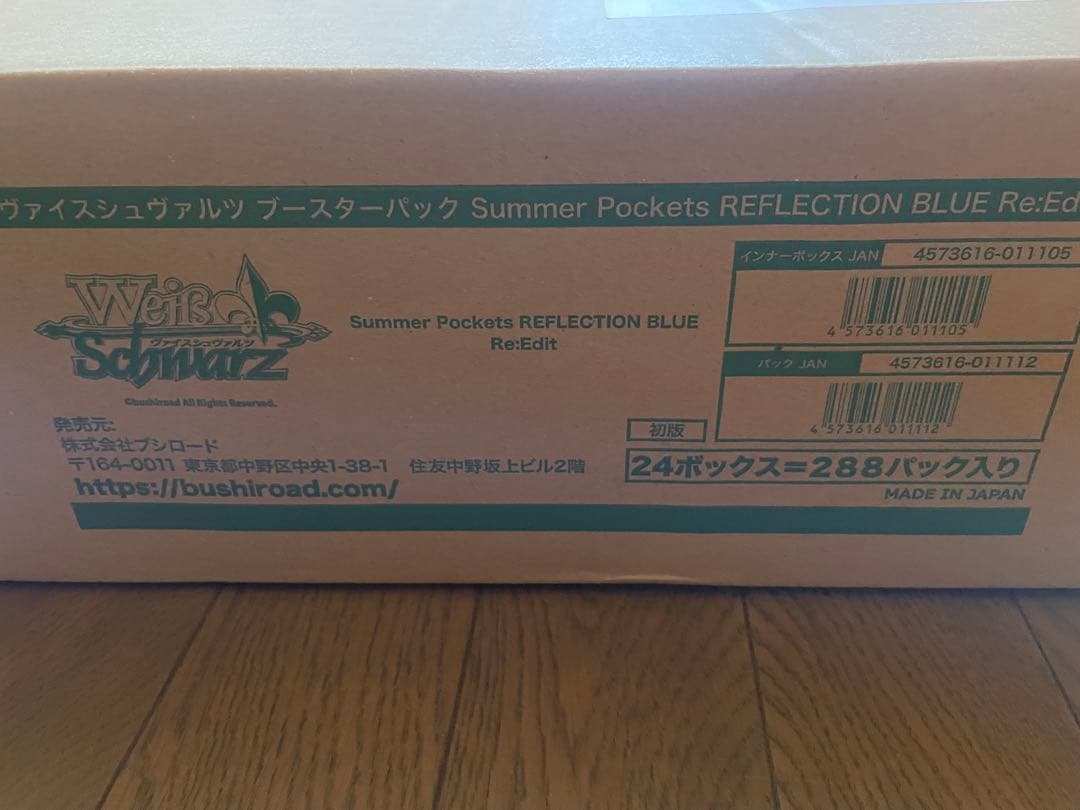 ヴァイスシュヴァルツ ブースターパック Summer Pockets REFLECTION BLUE Re:Ed
Weiß
ヴァイスシュヴァルツ
Schwarz
©bushiroad All Rights Reserved.
Summer Pockets REFLECTION BLUE
Re:Edit
インナーボックス JAN 4573616-011105
4 573616 011105
パック JAN 4573616-011112
4 573616 011112
発売元:
株式会社ブシロード
〒164-0011 東京都中野区中央1-38-1 住友中野坂上ビル2階
https://bushiroad.com/
初版
24ボックス=288パック入り
MADE IN JAPAN